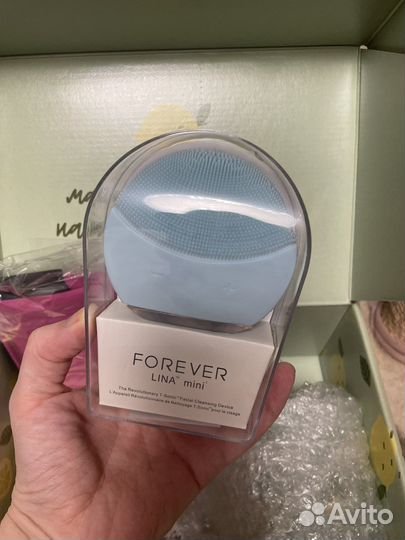 FOREVER
LINA™ mini
The Revolutionary T-Sonic™ Facial Cleansing Device
L'Appareil Révolutionnaire de Nettoyage T-Sonic™ pour le visage
Avito